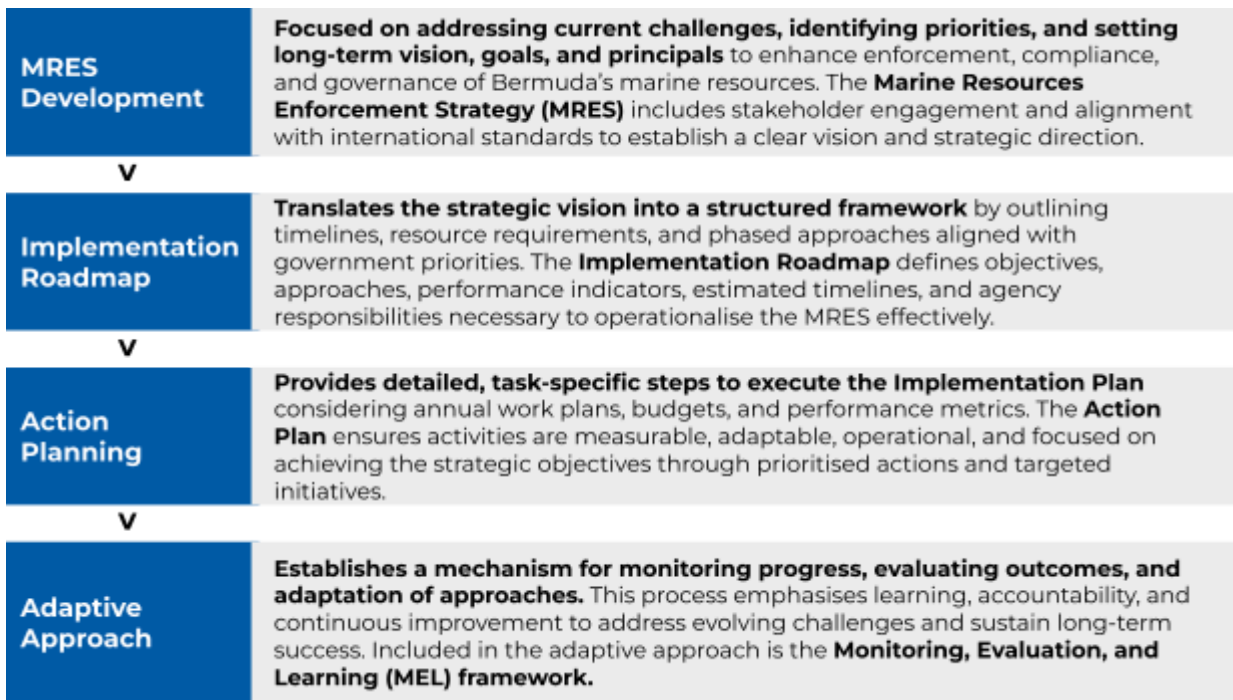 MRES
Development
Focused on addressing current challenges, identifying priorities, and setting
long-term vision, goals, and principals to enhance enforcement, compliance,
and governance of Bermuda's marine resources. The Marine Resources
Enforcement Strategy (MRES) includes stakeholder engagement and alignment
with international standards to establish a clear vision and strategic direction.
v
Implementation
Roadmap
Translates the strategic vision into a structured framework by outlining
timelines, resource requirements, and phased approaches aligned with
government priorities. The Implementation Roadmap defines objectives,
approaches, performance indicators, estimated timelines, and agency
responsibilities necessary to operationalise the MRES effectively.
v
Action
Planning
Provides detailed, task-specific steps to execute the Implementation Plan
considering annual work plans, budgets, and performance metrics. The Action
Plan ensures activities are measurable, adaptable, operational, and focused on
achieving the strategic objectives through prioritised actions and targeted
initiatives.
v
Adaptive
Approach
Establishes a mechanism for monitoring progress, evaluating outcomes, and
adaptation of approaches. This process emphasises learning, accountability, and
continuous improvement to address evolving challenges and sustain long-term
success. Included in the adaptive approach is the Monitoring, Evaluation, and
Learning (MEL) framework.